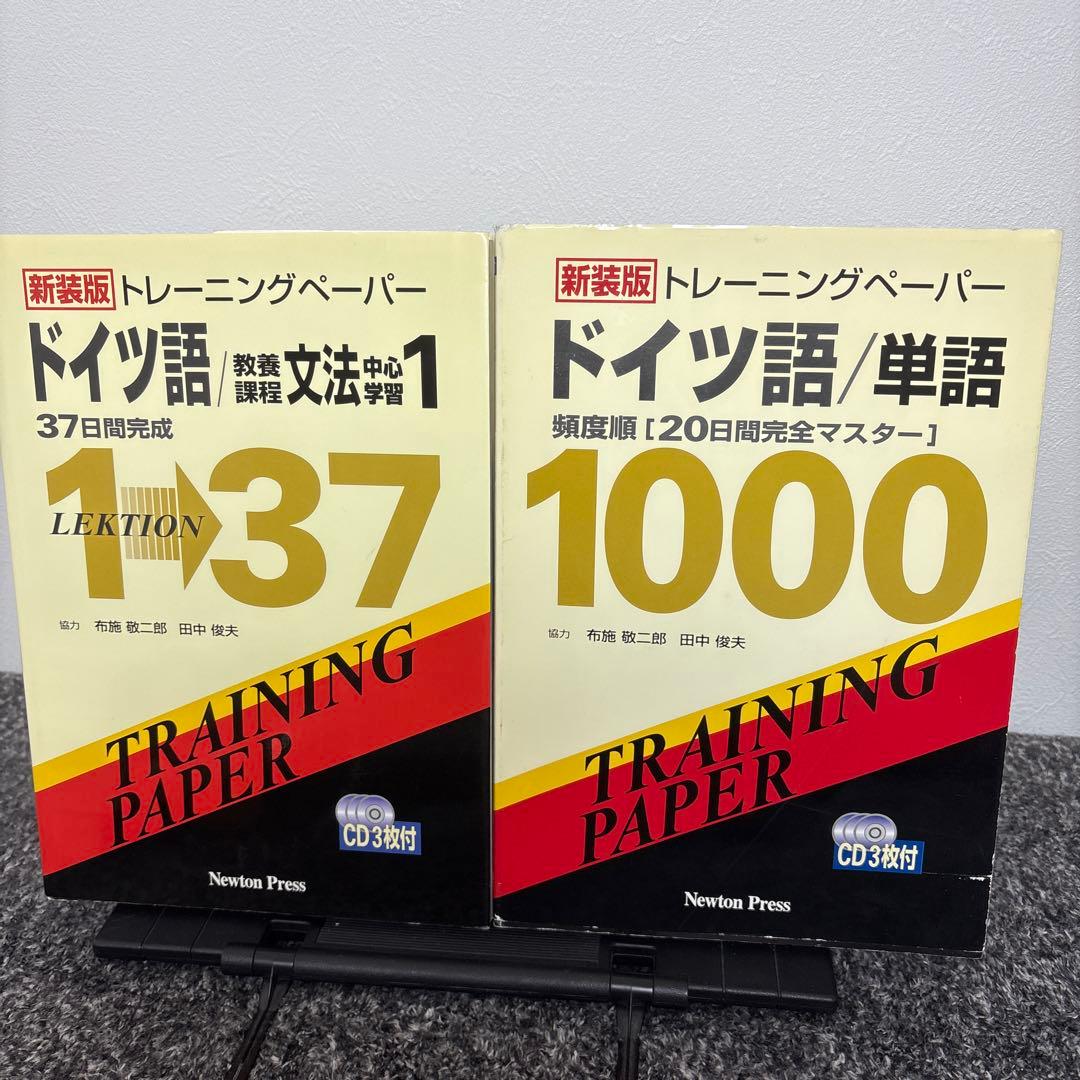 新装版 トレーニングペーパー
ドイツ語/教養課程 文法 中心学習 1
37日間完成
1→37
LEKTION
協力 布施 敬二郎 田中 俊夫
TRAINING
PAPER
CD3枚付
Newton Press
新装版 トレーニングペーパー
ドイツ語/単語
頻度順[20日間完全マスター]
1000
協力 布施 敬二郎 田中 俊夫
TRAINING
PAPER
CD3枚付
Newton Press